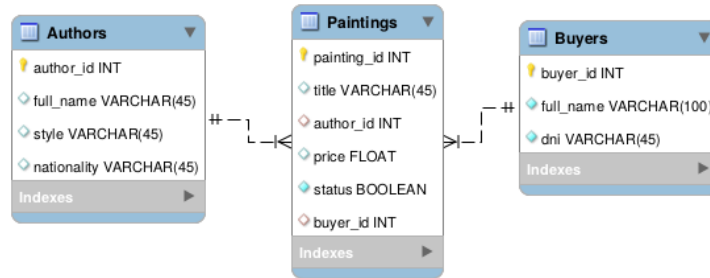 Authors
author_id INT
full_name VARCHAR(45)
style VARCHAR(45)
nationality VARCHAR(45)
Indexes
Paintings
painting_id INT
title VARCHAR(45)
author_id INT
price FLOAT
status BOOLEAN
buyer_id INT
Indexes
Buyers
buyer_id INT
full_name VARCHAR(100)
dni VARCHAR(45)
Indexes